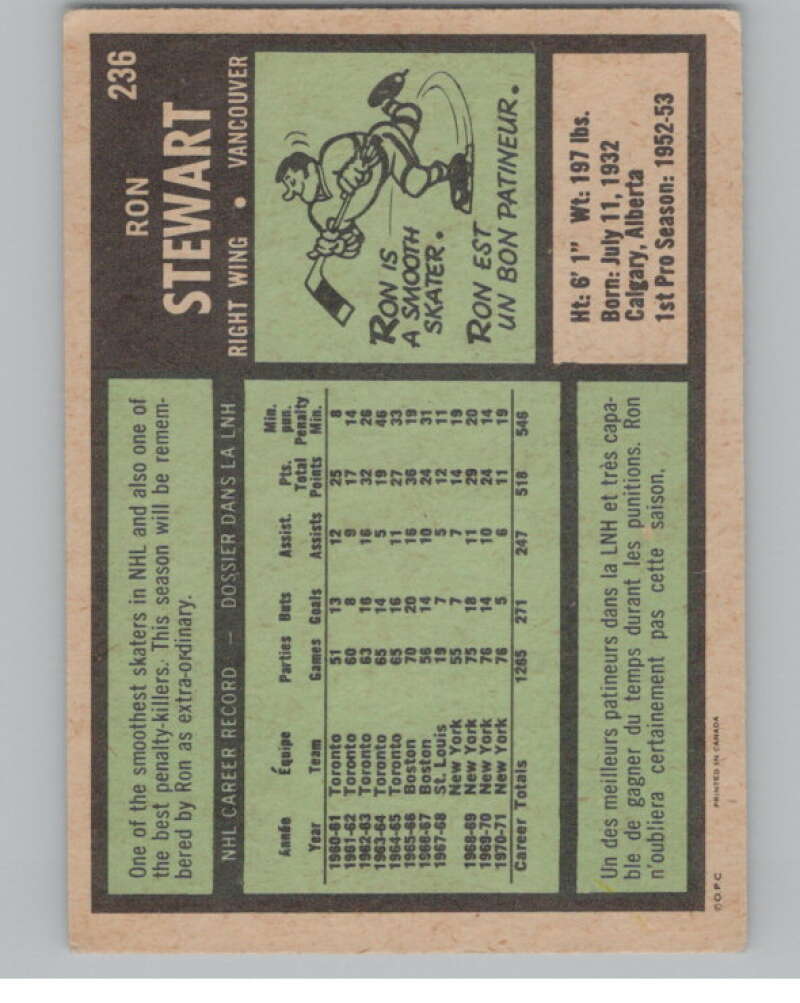 236
RON
STEWART
RIGHT WING • VANCOUVER
One of the smoothest skaters in NHL and also one of
the best penalty-killers. This season will be remem-
bered by Ron as extra-ordinary.
RON IS
A SMOOTH
SKATER.
RON EST
UN BON PATINEUR.
Ht: 6' 1" Wt: 197 lbs.
Born: July 11, 1932
Calgary, Alberta
1st Pro Season: 1952-53
NHL CAREER RECORD — DOSSIER DANS LA LNH
Année Équipe Parties Buts Assist. Pts. Min. pun.
Year Team Games Goals Assists Total Points Penalty Min.
1960-61 Toronto 51 13 12 25 8
1961-62 Toronto 60 8 9 17 14
1962-63 Toronto 63 16 16 32 26
1963-64 Toronto 65 14 5 19 46
1964-65 Toronto 65 16 11 27 33
1965-66 Boston 70 20 16 36 19
1966-67 Boston 56 14 10 24 31
1967-68 St. Louis 19 7 5 12 11
New York 55 7 7 14 19
1968-69 New York 75 18 11 29 20
1969-70 New York 76 14 10 24 14
1970-71 New York 76 5 6 11 19
Career Totals 1265 271 247 518 546
Un des meilleurs patineurs dans la LNH et très capa-
ble de gagner du temps durant les punitions. Ron
n'oubliera certainement pas cette saison.
© O.P.C. PRINTED IN CANADA